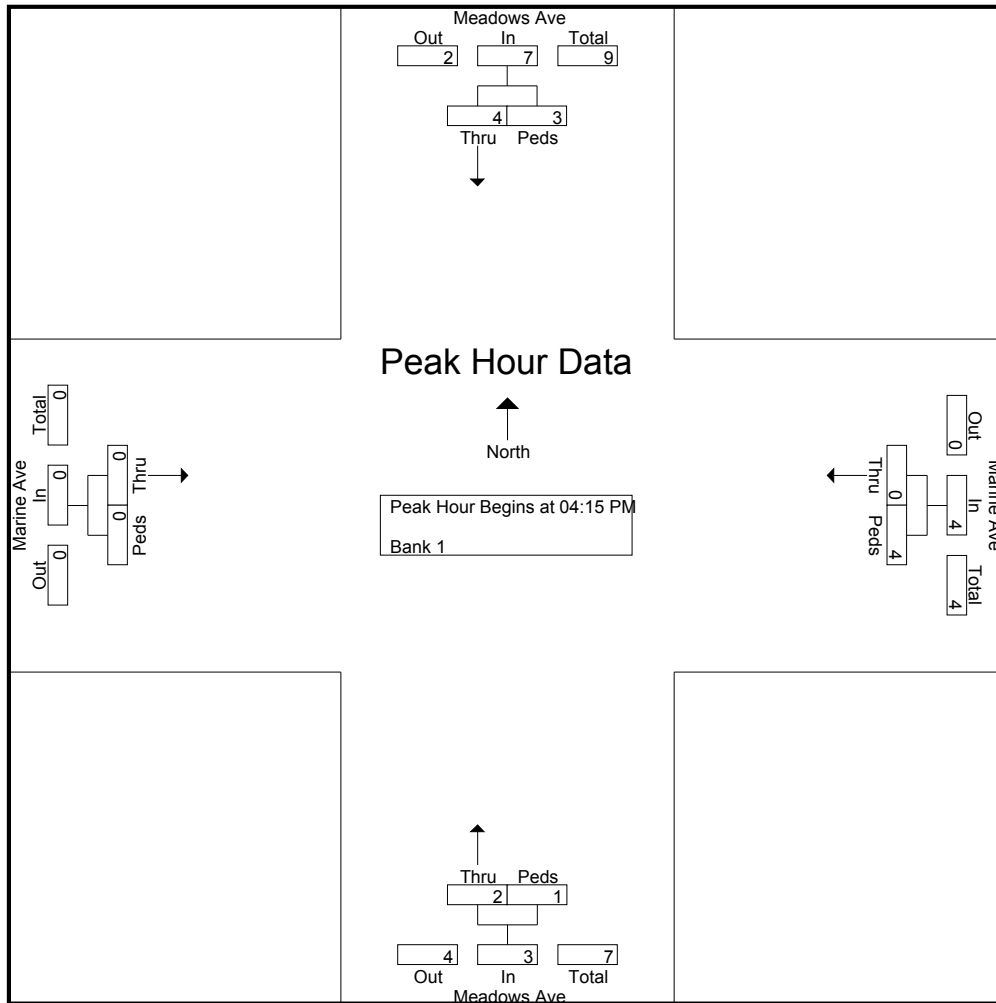 Meadows Ave
Out In Total
2 7 9
4 3
Thru Peds
Peak Hour Data
North
Peak Hour Begins at 04:15 PM
Bank 1
Marine Ave
Out In Total
0 0 0
0 0
Thru Peds
Marine Ave
Out In Total
0 4 4
0 4
Thru Peds
Thru Peds
2 1
4 3 7
Out In Total
Meadows Ave